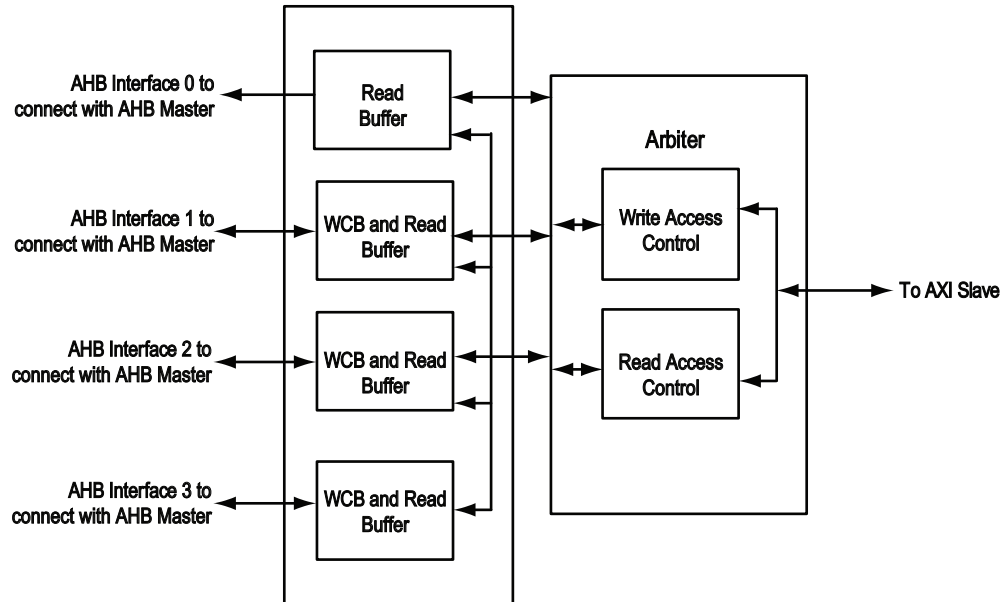 AHB Interface 0 to
connect with AHB Master
Read
Buffer
Arbiter
AHB Interface 1 to
connect with AHB Master
WCB and Read
Buffer
Write Access
Control
To AXI Slave
AHB Interface 2 to
connect with AHB Master
WCB and Read
Buffer
Read Access
Control
AHB Interface 3 to
connect with AHB Master
WCB and Read
Buffer